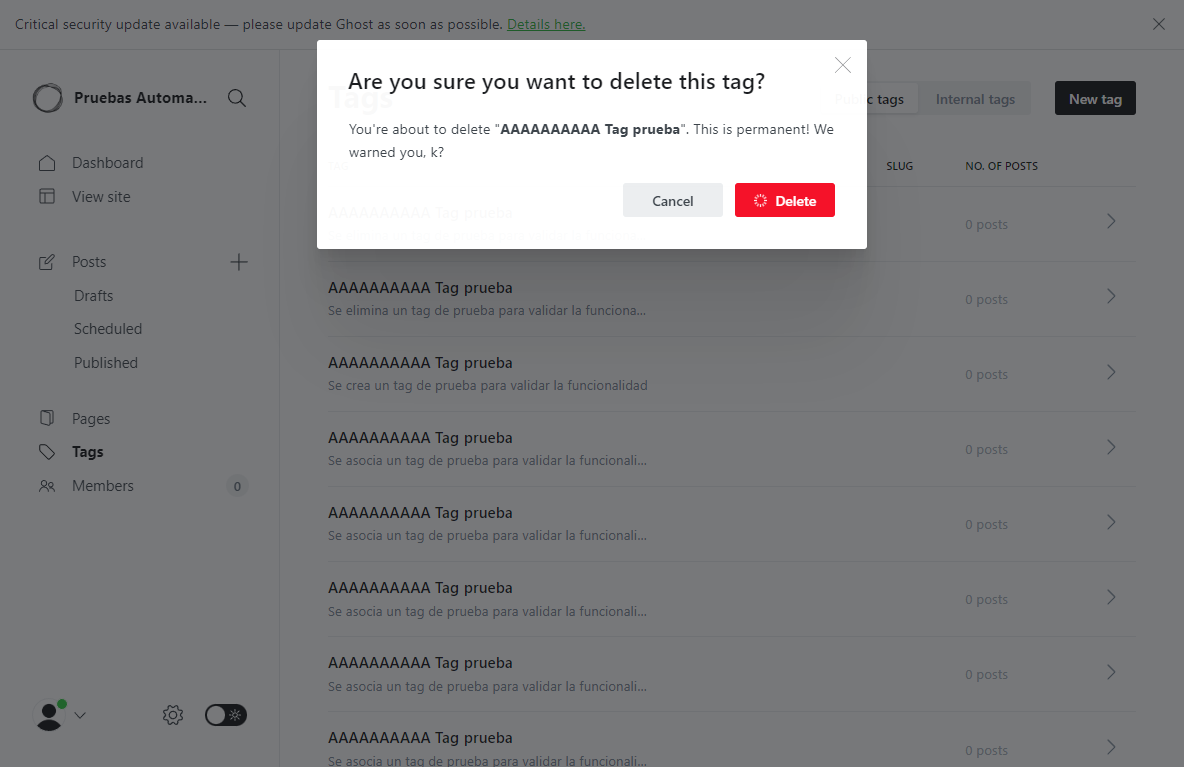 Critical security update available — please update Ghost as soon as possible. Details here.
Pruebas Automa...
Dashboard
View site
Posts
Drafts
Scheduled
Published
Pages
Tags
Members 0
Are you sure you want to delete this tag?
You're about to delete "AAAAAAAAAA Tag prueba". This is permanent! We
warned you, k?
Cancel
Delete
Tags
Public tags
Internal tags
New tag
SLUG
NO. OF POSTS
AAAAAAAAAA Tag prueba
0 posts
AAAAAAAAAA Tag prueba
Se elimina un tag de prueba para validar la funciona...
0 posts
AAAAAAAAAA Tag prueba
Se crea un tag de prueba para validar la funcionalidad
0 posts
AAAAAAAAAA Tag prueba
Se asocia un tag de prueba para validar la funcionali...
0 posts
AAAAAAAAAA Tag prueba
Se asocia un tag de prueba para validar la funcionali...
0 posts
AAAAAAAAAA Tag prueba
Se asocia un tag de prueba para validar la funcionali...
0 posts
AAAAAAAAAA Tag prueba
Se asocia un tag de prueba para validar la funcionali...
0 posts
AAAAAAAAAA Tag prueba
Se asocia un tag de prueba para validar la funcionali...
0 posts